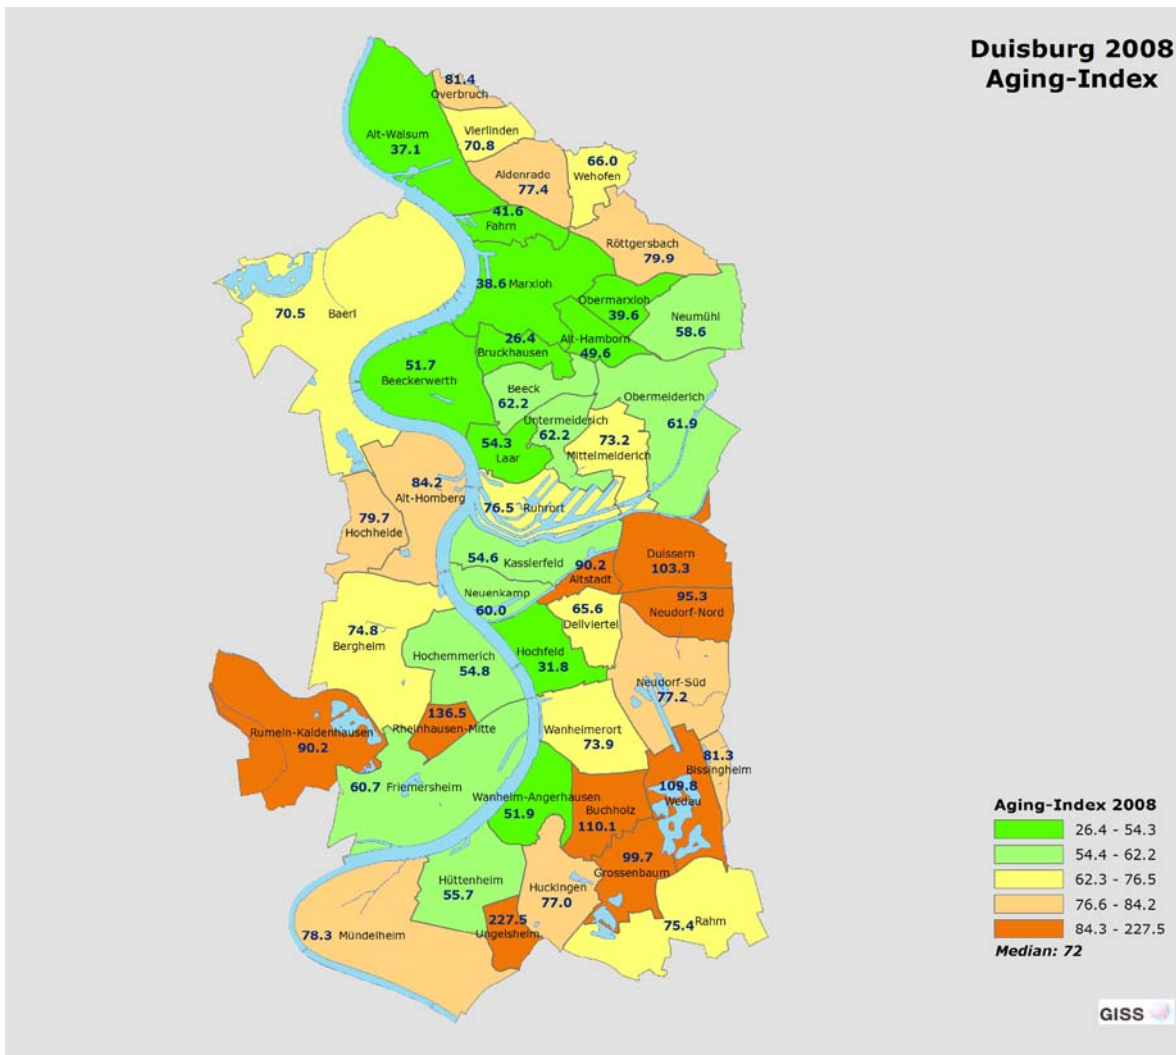 Duisburg 2008
Aging-Index
81.4
Overbruch
Vierlinden
70.8
Alt-Walsum
37.1
66.0
Wehofen
Aldenrade
77.4
41.6
Fahrn
Röttgersbach
79.9
38.6 Marxloh
Obermarxloh
39.6
Neumühl
58.6
70.5 Baerl
26.4
Bruckhausen
Alt-Hamborn
49.6
51.7
Beeckerwerth
Beeck
62.2
Obermeiderich
61.9
Untermeiderich
62.2
73.2
Mittelmeiderich
54.3
Laar
84.2
Alt-Homberg
76.5 Ruhrort
79.7
Hochheide
54.6 Kasslerfeld
90.2
Altstadt
Duissern
103.3
Neuenkamp
60.0
95.3
Neudorf-Nord
65.6
Dellviertel
74.8
Bergheim
Hochemmerich
54.8
Hochfeld
31.8
Neudorf-Süd
77.2
136.5
Rheinhausen-Mitte
Rumeln-Kaldenhausen
90.2
Wanheimerort
73.9
81.3
Bissingheim
60.7 Friemersheim
109.8
Wedau
Wanheim-Angerhausen
51.9
Buchholz
110.1
99.7
Grossenbaum
Hüttenheim
55.7
Huckingen
77.0
227.5
Ungelsheim
75.4 Rahm
78.3 Mündelheim
Aging-Index 2008
26.4 - 54.3
54.4 - 62.2
62.3 - 76.5
76.6 - 84.2
84.3 - 227.5
Median: 72
GISS